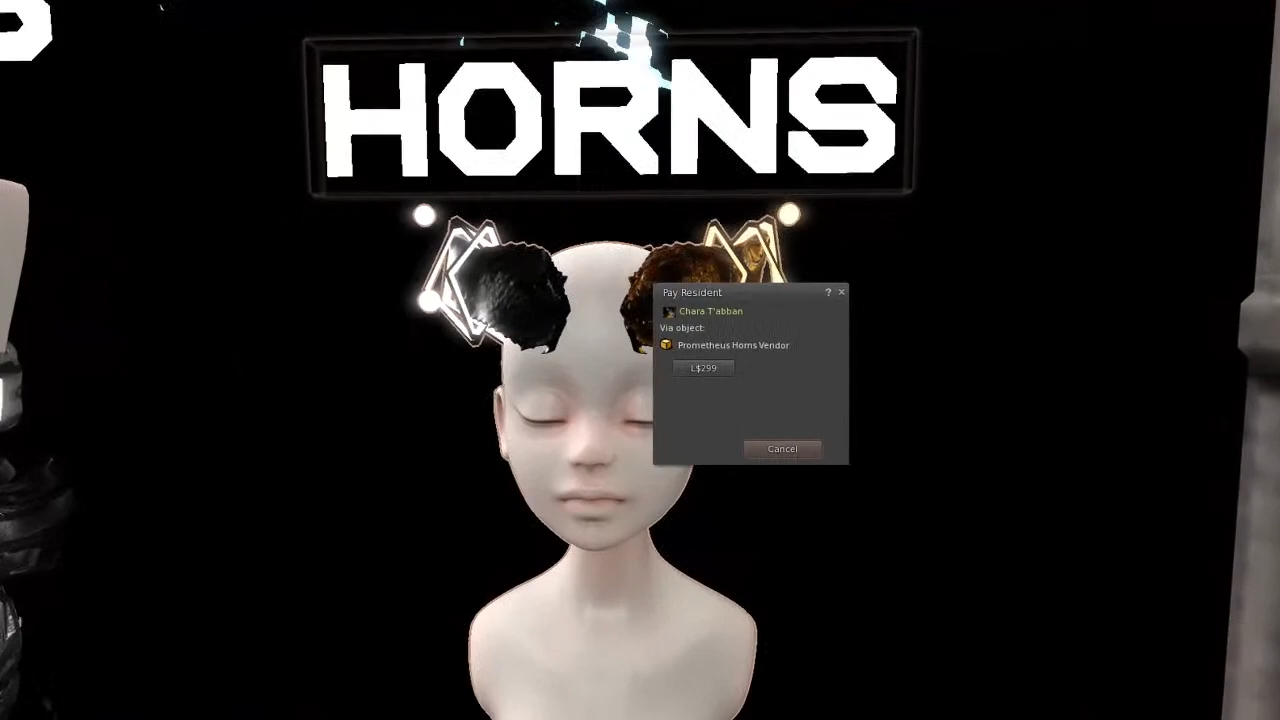 HORNS
Pay Resident ? ×
Chara T'abban
Via object:
Prometheus Horns Vendor
L$299
Cancel